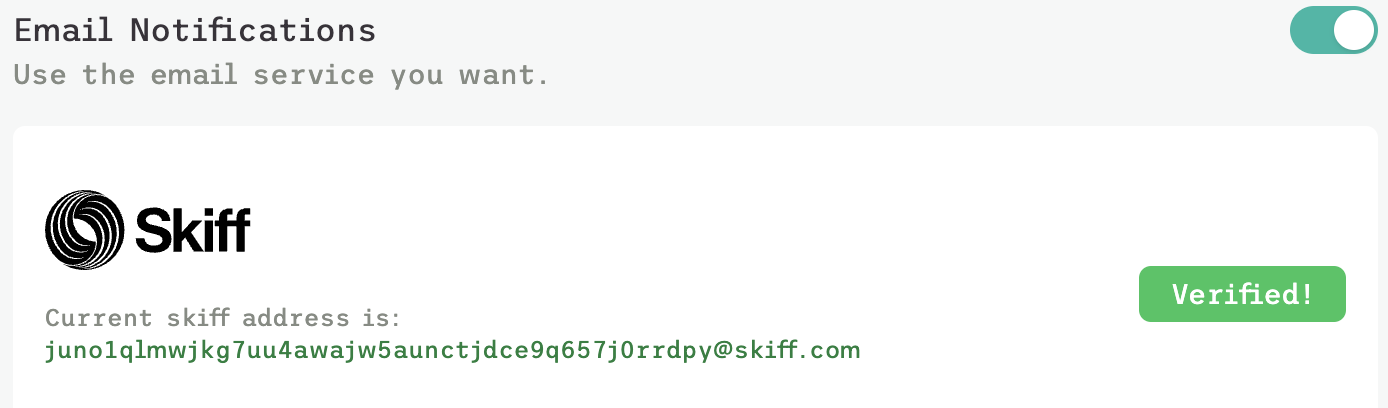 Email Notifications
Use the email service you want.
Skiff
Verified!
Current skiff address is:
juno1qlmwjkg7uu4awajw5aunctjdce9q657j0rrdpy@skiff.com